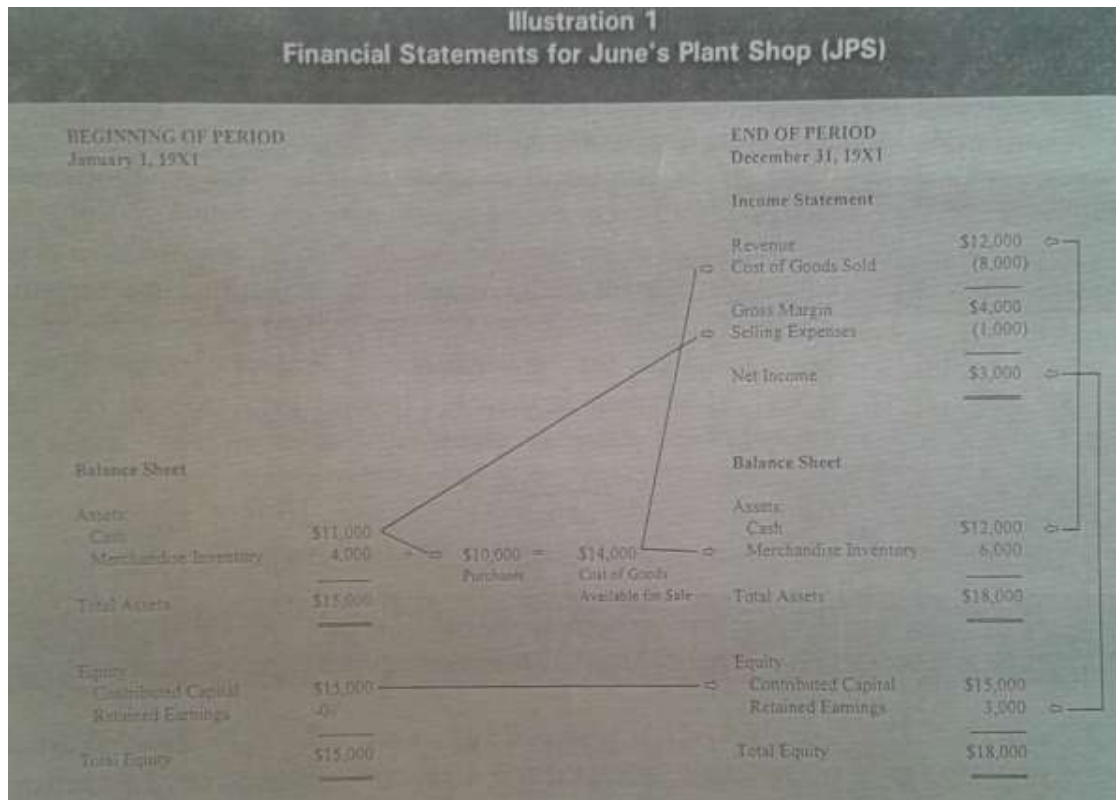 Illustration 1
Financial Statements for June's Plant Shop (JPS)
BEGINNING OF PERIOD
January 1, 19X1
END OF PERIOD
December 31, 19X1
Income Statement
Revenue $12,000
Cost of Goods Sold (8,000)
Gross Margin $4,000
Selling Expenses (1,000)
Net Income $3,000
Balance Sheet
Assets:
Cash $11,000
Merchandise Inventory 4,000 + $10,000 = $14,000
Purchases Cost of Goods
Available for Sale
Total Assets $15,000
Equity
Contributed Capital $15,000
Retained Earnings -0-
Total Equity $15,000
Balance Sheet
Assets:
Cash $12,000
Merchandise Inventory 6,000
Total Assets $18,000
Equity
Contributed Capital $15,000
Retained Earnings 3,000
Total Equity $18,000